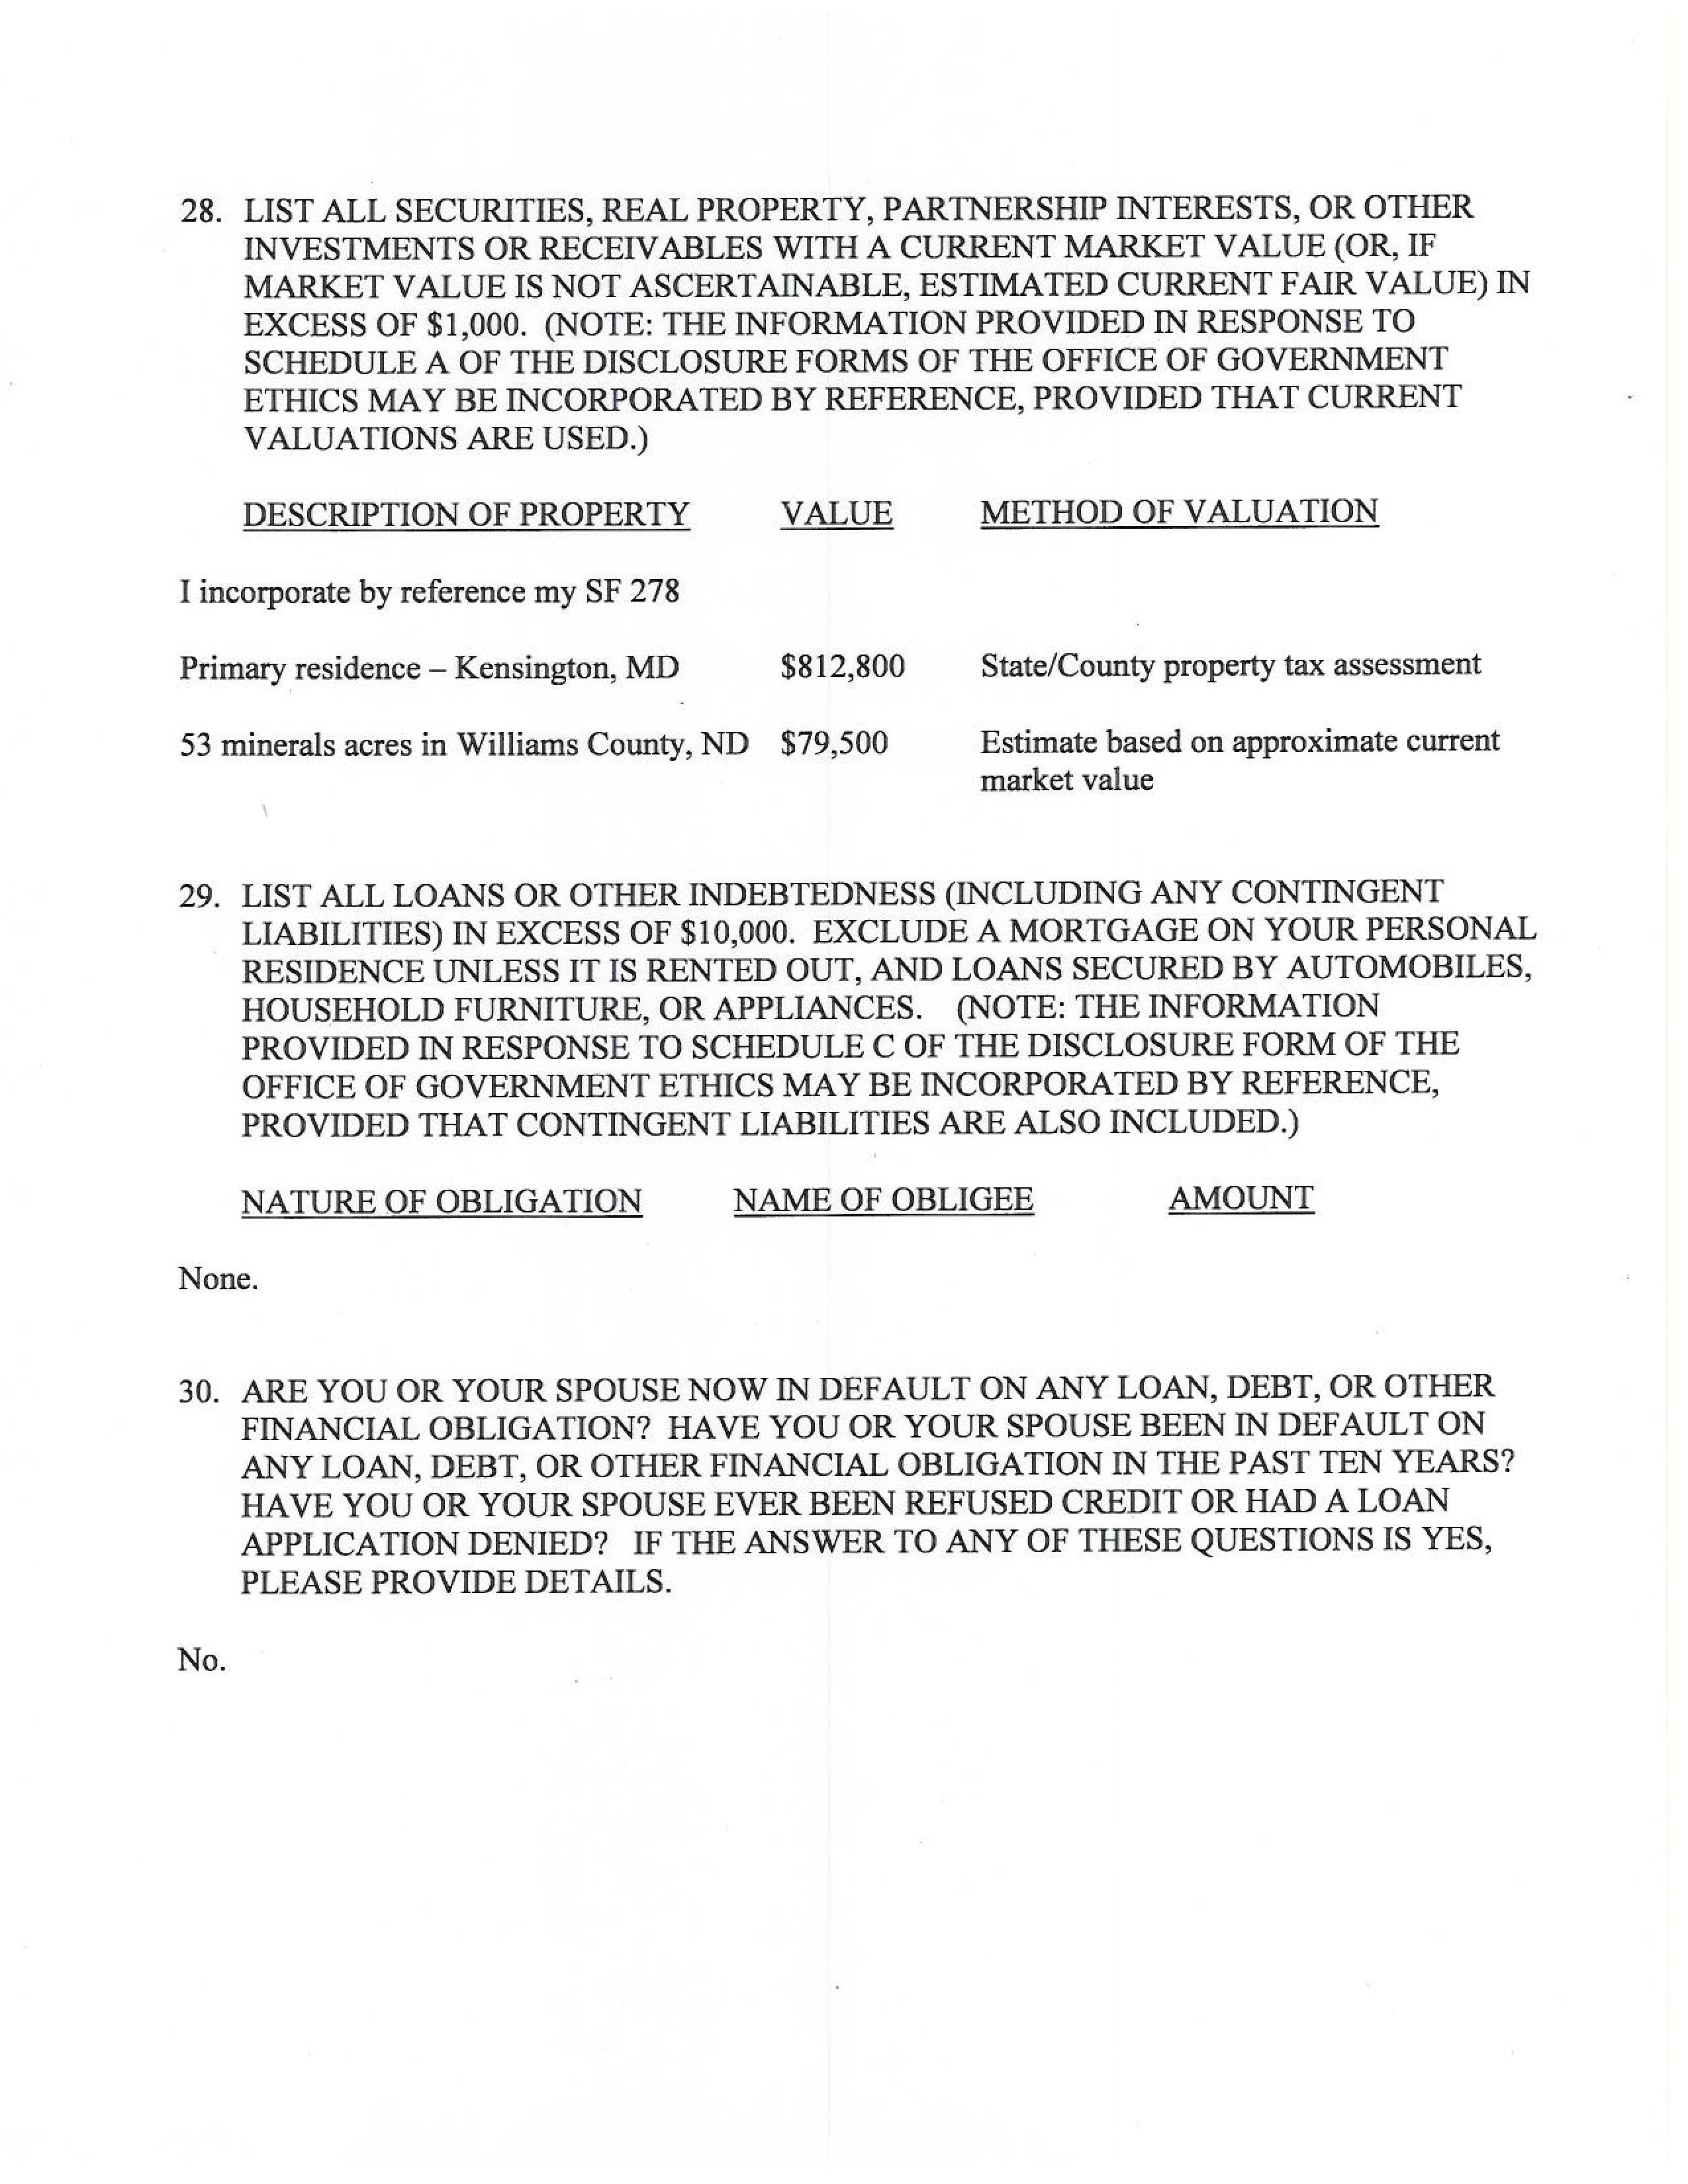 28. LIST ALL SECURITIES, REAL PROPERTY, PARTNERSHIP INTERESTS, OR OTHER
INVESTMENTS OR RECEIVABLES WITH A CURRENT MARKET VALUE (OR, IF
MARKET VALUE IS NOT ASCERTAINABLE, ESTIMATED CURRENT FAIR VALUE) IN
EXCESS OF $1,000. (NOTE: THE INFORMATION PROVIDED IN RESPONSE TO
SCHEDULE A OF THE DISCLOSURE FORMS OF THE OFFICE OF GOVERNMENT
ETHICS MAY BE INCORPORATED BY REFERENCE, PROVIDED THAT CURRENT
VALUATIONS ARE USED.)
DESCRIPTION OF PROPERTY VALUE METHOD OF VALUATION
I incorporate by reference my SF 278
Primary residence – Kensington, MD $812,800 State/County property tax assessment
53 minerals acres in Williams County, ND $79,500 Estimate based on approximate current
market value
29. LIST ALL LOANS OR OTHER INDEBTEDNESS (INCLUDING ANY CONTINGENT
LIABILITIES) IN EXCESS OF $10,000. EXCLUDE A MORTGAGE ON YOUR PERSONAL
RESIDENCE UNLESS IT IS RENTED OUT, AND LOANS SECURED BY AUTOMOBILES,
HOUSEHOLD FURNITURE, OR APPLIANCES. (NOTE: THE INFORMATION
PROVIDED IN RESPONSE TO SCHEDULE C OF THE DISCLOSURE FORM OF THE
OFFICE OF GOVERNMENT ETHICS MAY BE INCORPORATED BY REFERENCE,
PROVIDED THAT CONTINGENT LIABILITIES ARE ALSO INCLUDED.)
NATURE OF OBLIGATION NAME OF OBLIGEE AMOUNT
None.
30. ARE YOU OR YOUR SPOUSE NOW IN DEFAULT ON ANY LOAN, DEBT, OR OTHER
FINANCIAL OBLIGATION? HAVE YOU OR YOUR SPOUSE BEEN IN DEFAULT ON
ANY LOAN, DEBT, OR OTHER FINANCIAL OBLIGATION IN THE PAST TEN YEARS?
HAVE YOU OR YOUR SPOUSE EVER BEEN REFUSED CREDIT OR HAD A LOAN
APPLICATION DENIED? IF THE ANSWER TO ANY OF THESE QUESTIONS IS YES,
PLEASE PROVIDE DETAILS.
No.